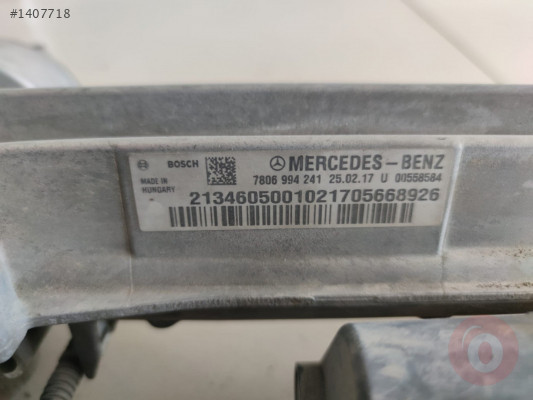 #1407718
BOSCH MERCEDES-BENZ
MADE IN HUNGARY 7806 994 241 25.02.17 U 00558584
2134605001021705668926